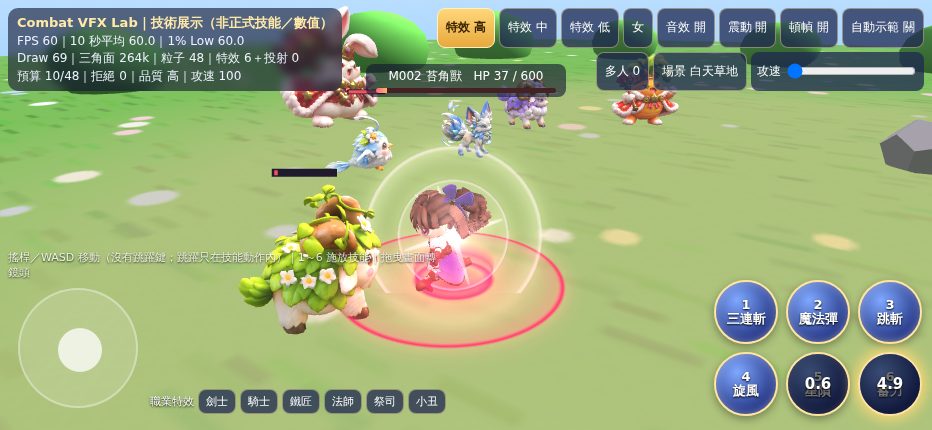 Combat VFX Lab｜技術展示（非正式技能／數值）
FPS 60｜10 秒平均 60.0｜1% Low 60.0
Draw 69｜三角面 264k｜粒子 48｜特效 6＋投射 0
預算 10/48｜拒絕 0｜品質 高｜攻速 100
特效 高
特效 中
特效 低
女
音效 開
震動 開
頓幀 開
自動示範 關
多人 0
場景 白天草地
攻速
M002 苔角獸 HP 37 / 600
搖桿／WASD 移動（沒有跳躍鍵；跳躍只在技能動作內）｜1～6 施放技能｜拖曳畫面轉
鏡頭
1
三連斬
2
魔法彈
3
跳斬
4
旋風
0.6
4.9
職業特效
劍士
騎士
鐵匠
法師
祭司
小丑